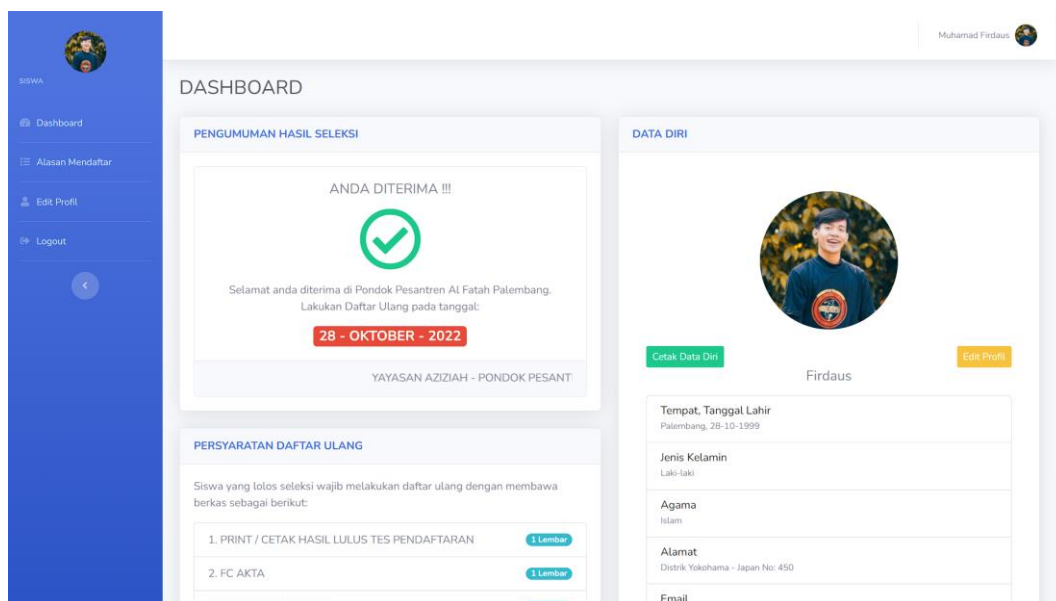 Muhamad Firdaus
SISWA
Dashboard
Alasan Mendaftar
Edit Profil
Logout
DASHBOARD
PENGUMUMAN HASIL SELEKSI
ANDA DITERIMA !!!
Selamat anda diterima di Pondok Pesantren Al Fatah Palembang.
Lakukan Daftar Ulang pada tanggal:
28 - OKTOBER - 2022
YAYASAN AZIZIAH - PONDOK PESANT
PERSYARATAN DAFTAR ULANG
Siswa yang lolos seleksi wajib melakukan daftar ulang dengan membawa
berkas sebagai berikut:
1. PRINT / CETAK HASIL LULUS TES PENDAFTARAN 1 Lembar
2. FC AKTA 1 Lembar
DATA DIRI
Cetak Data Diri
Edit Profil
Firdaus
Tempat, Tanggal Lahir
Palembang, 28-10-1999
Jenis Kelamin
Laki-laki
Agama
Islam
Alamat
Distrik Yokohama - Japan No: 450
Email